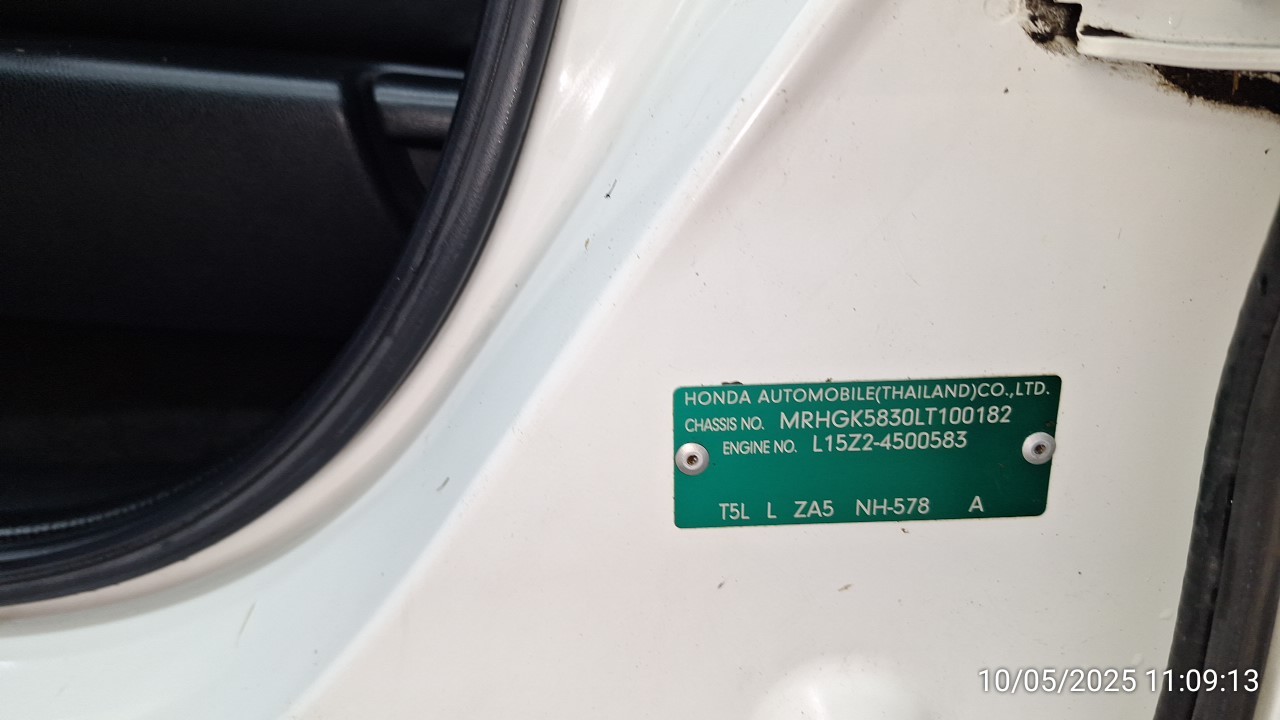 HONDA AUTOMOBILE(THAILAND)CO.,LTD.
CHASSIS NO. MRHGK5830LT100182
ENGINE NO. L15Z2-4500583
T5L L ZA5 NH-578 A
10/05/2025 11:09:13